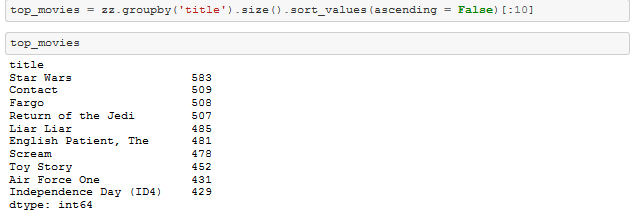 top_movies = zz.groupby('title').size().sort_values(ascending = False)[:10]
top_movies
title
Star Wars 583
Contact 509
Fargo 508
Return of the Jedi 507
Liar Liar 485
English Patient, The 481
Scream 478
Toy Story 452
Air Force One 431
Independence Day (ID4) 429
dtype: int64